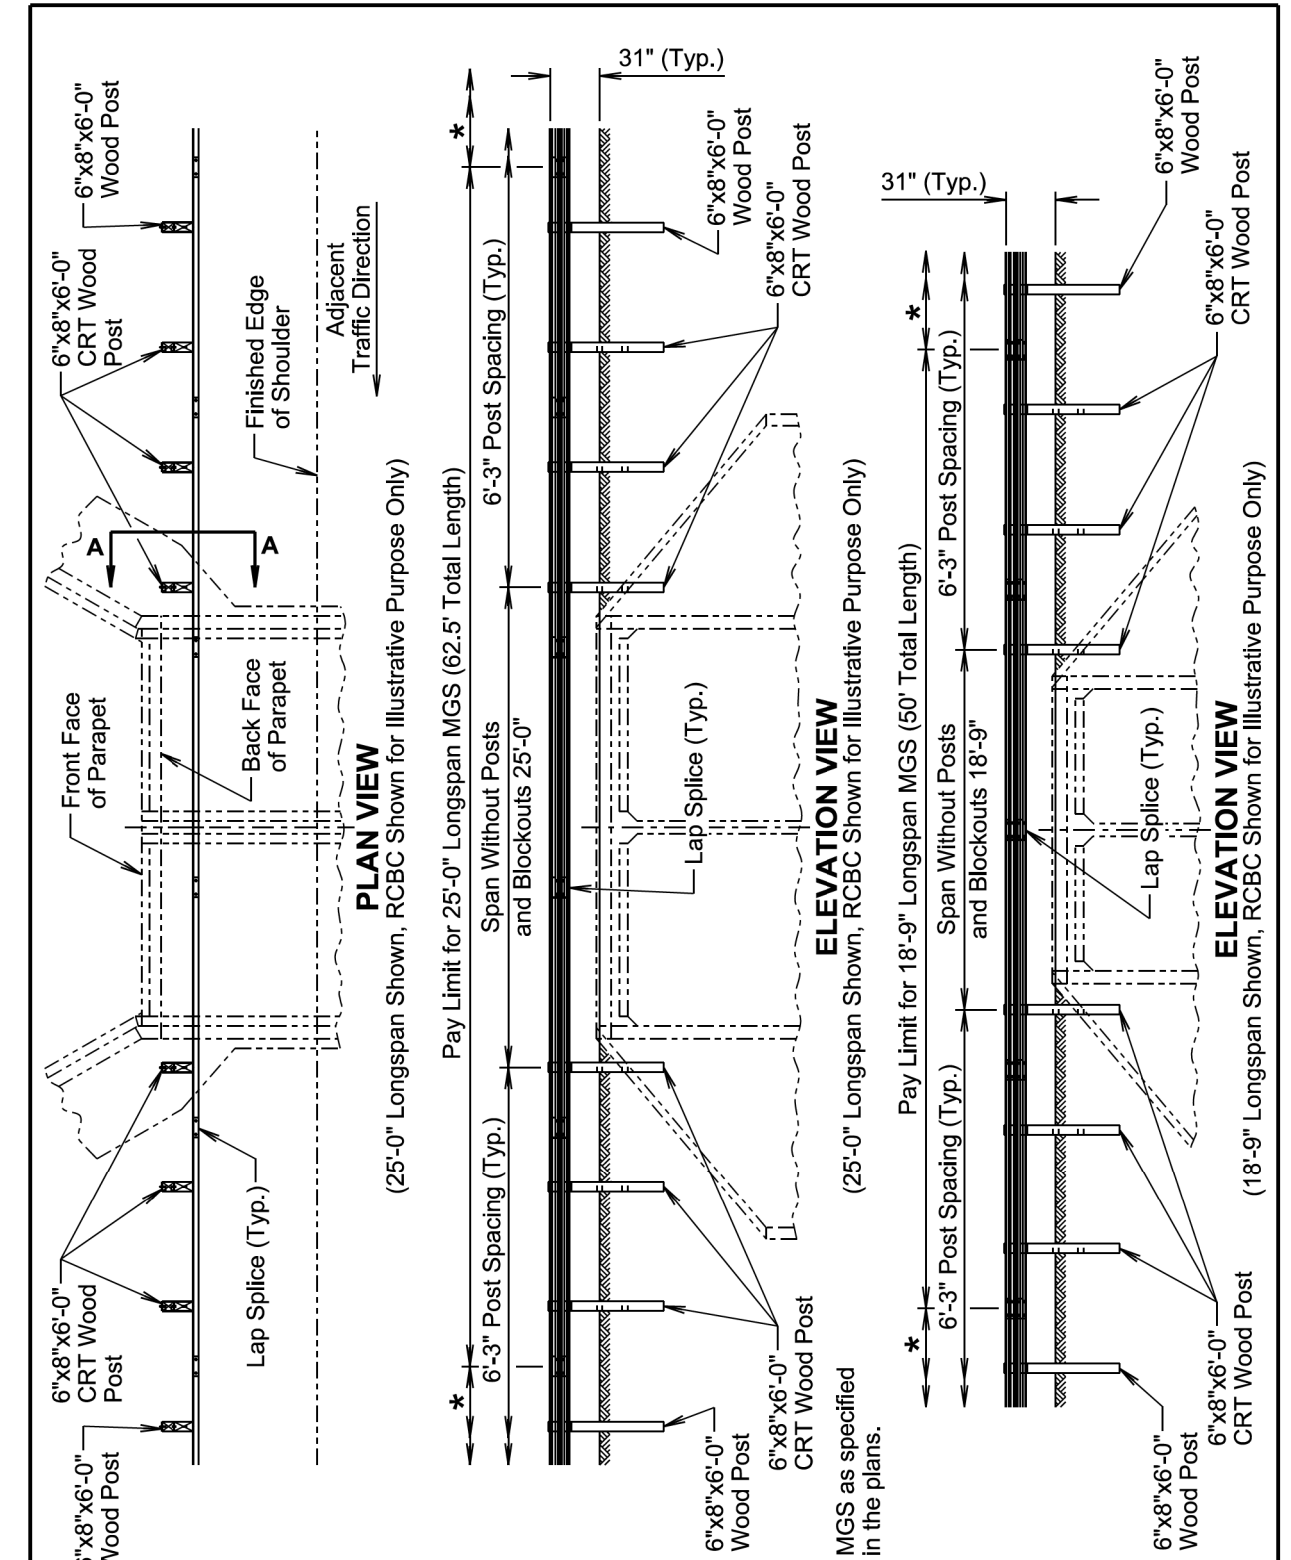 6"x8"x6'-0"
Wood Post
6"x8"x6'-0"
CRT Wood
Post
6"x8"x6'-0"
CRT Wood
Post
6"x8"x6'-0"
Wood Post
Front Face
of Parapet
Back Face
of Parapet
A
A
Lap Splice (Typ.)
Finished Edge
of Shoulder
Adjacent
Traffic Direction
PLAN VIEW
(25'-0" Longspan Shown, RCBC Shown for Illustrative Purpose Only)
*
Pay Limit for 25'-0" Longspan MGS (62.5' Total Length)
*
6'-3" Post Spacing (Typ.)
Span Without Posts
and Blockouts 25'-0"
6'-3" Post Spacing (Typ.)
31" (Typ.)
Lap Splice (Typ.)
6"x8"x6'-0"
Wood Post
6"x8"x6'-0"
CRT Wood Post
6"x8"x6'-0"
Wood Post
6"x8"x6'-0"
CRT Wood Post
ELEVATION VIEW
(25'-0" Longspan Shown, RCBC Shown for Illustrative Purpose Only)
MGS as specified
in the plans.
*
Pay Limit for 18'-9" Longspan MGS (50' Total Length)
*
6'-3" Post Spacing (Typ.)
Span Without Posts
and Blockouts 18'-9"
6'-3" Post Spacing (Typ.)
31" (Typ.)
Lap Splice (Typ.)
6"x8"x6'-0"
Wood Post
6"x8"x6'-0"
CRT Wood Post
6"x8"x6'-0"
Wood Post
6"x8"x6'-0"
CRT Wood Post
ELEVATION VIEW
(18'-9" Longspan Shown, RCBC Shown for Illustrative Purpose Only)